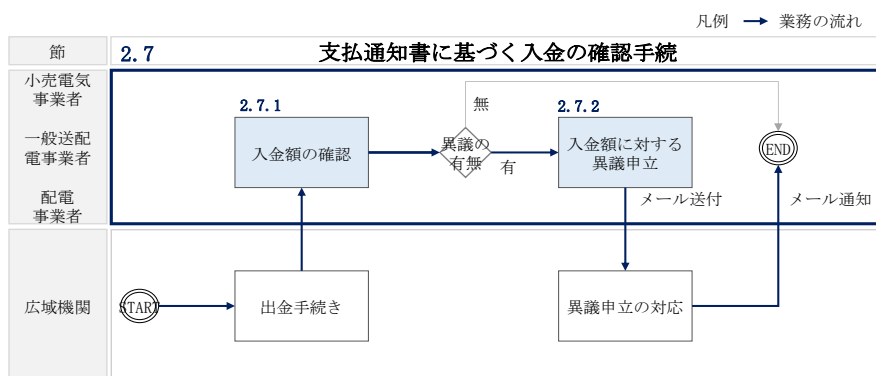 凡例 業務の流れ
節 2.7 支払通知書に基づく入金の確認手続
小売電気
事業者
一般送配
電事業者
配電
事業者
2.7.1
入金額の確認
異議の
有無
無
有
2.7.2
入金額に対する
異議申立
END
メール送付
メール通知
広域機関
START
出金手続き
異議申立の対応